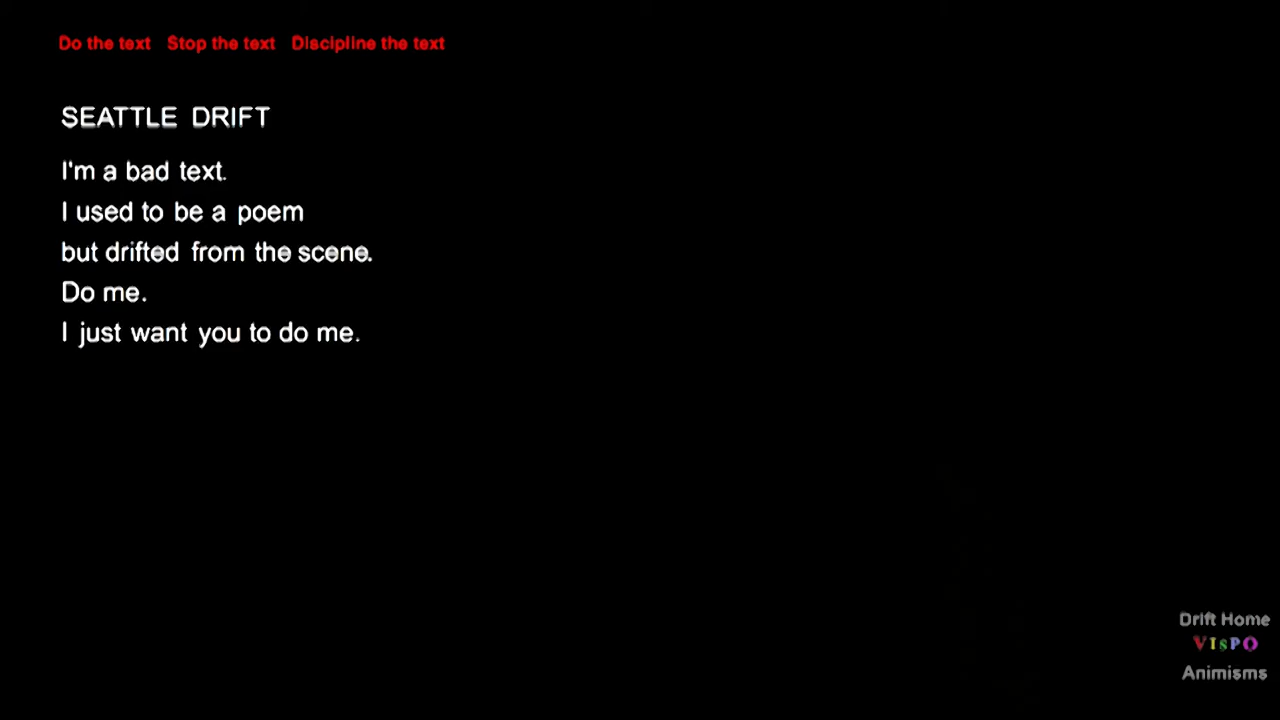 Do the text Stop the text Discipline the text
SEATTLE DRIFT
I'm a bad text.
I used to be a poem
but drifted from the scene.
Do me.
I just want you to do me.
Drift Home
VIsPO
Animisms